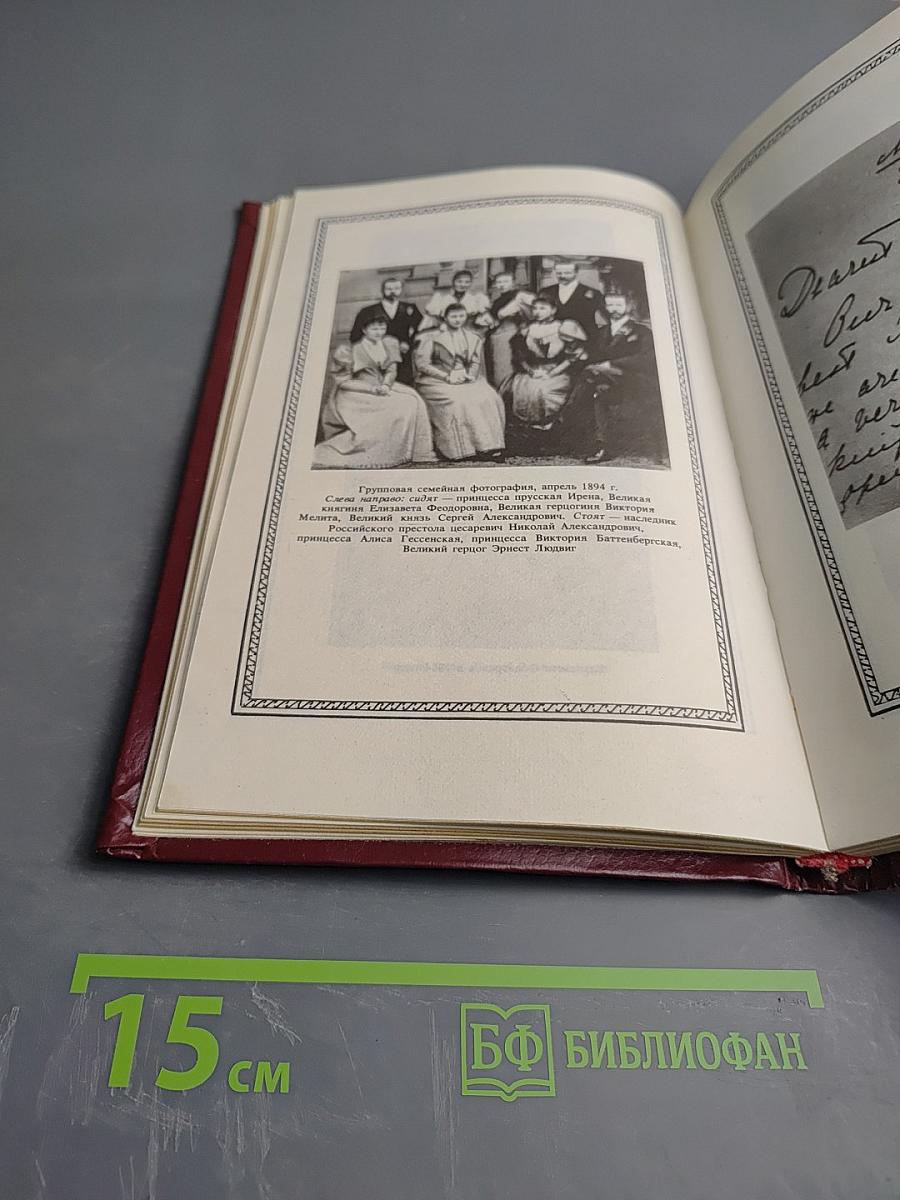 Групповая семейная фотография, апрель 1894 г.
Слева направо: сидят — принцесса прусская Ирена, Великая
княгиня Елизавета Феодоровна, Великая герцогиня Виктория
Мелита, Великий князь Сергей Александрович. Стоят — наследник
Российского престола цесаревич Николай Александрович,
принцесса Алиса Гессенская, принцесса Виктория Баттенбергская,
Великий герцог Эрнест Людвиг
15 см
БФ БИБЛИОФАН